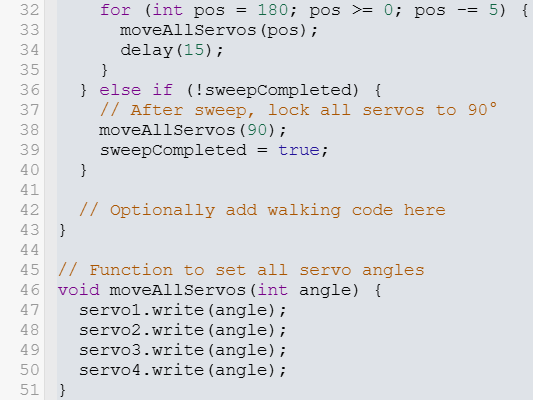 32     for (int pos = 180; pos >= 0; pos -= 5) {
33       moveAllServos(pos);
34       delay(15);
35     }
36   } else if (!sweepCompleted) {
37     // After sweep, lock all servos to 90°
38     moveAllServos(90);
39     sweepCompleted = true;
40   }
41
42   // Optionally add walking code here
43 }
44
45 // Function to set all servo angles
46 void moveAllServos(int angle) {
47   servo1.write(angle);
48   servo2.write(angle);
49   servo3.write(angle);
50   servo4.write(angle);
51 }